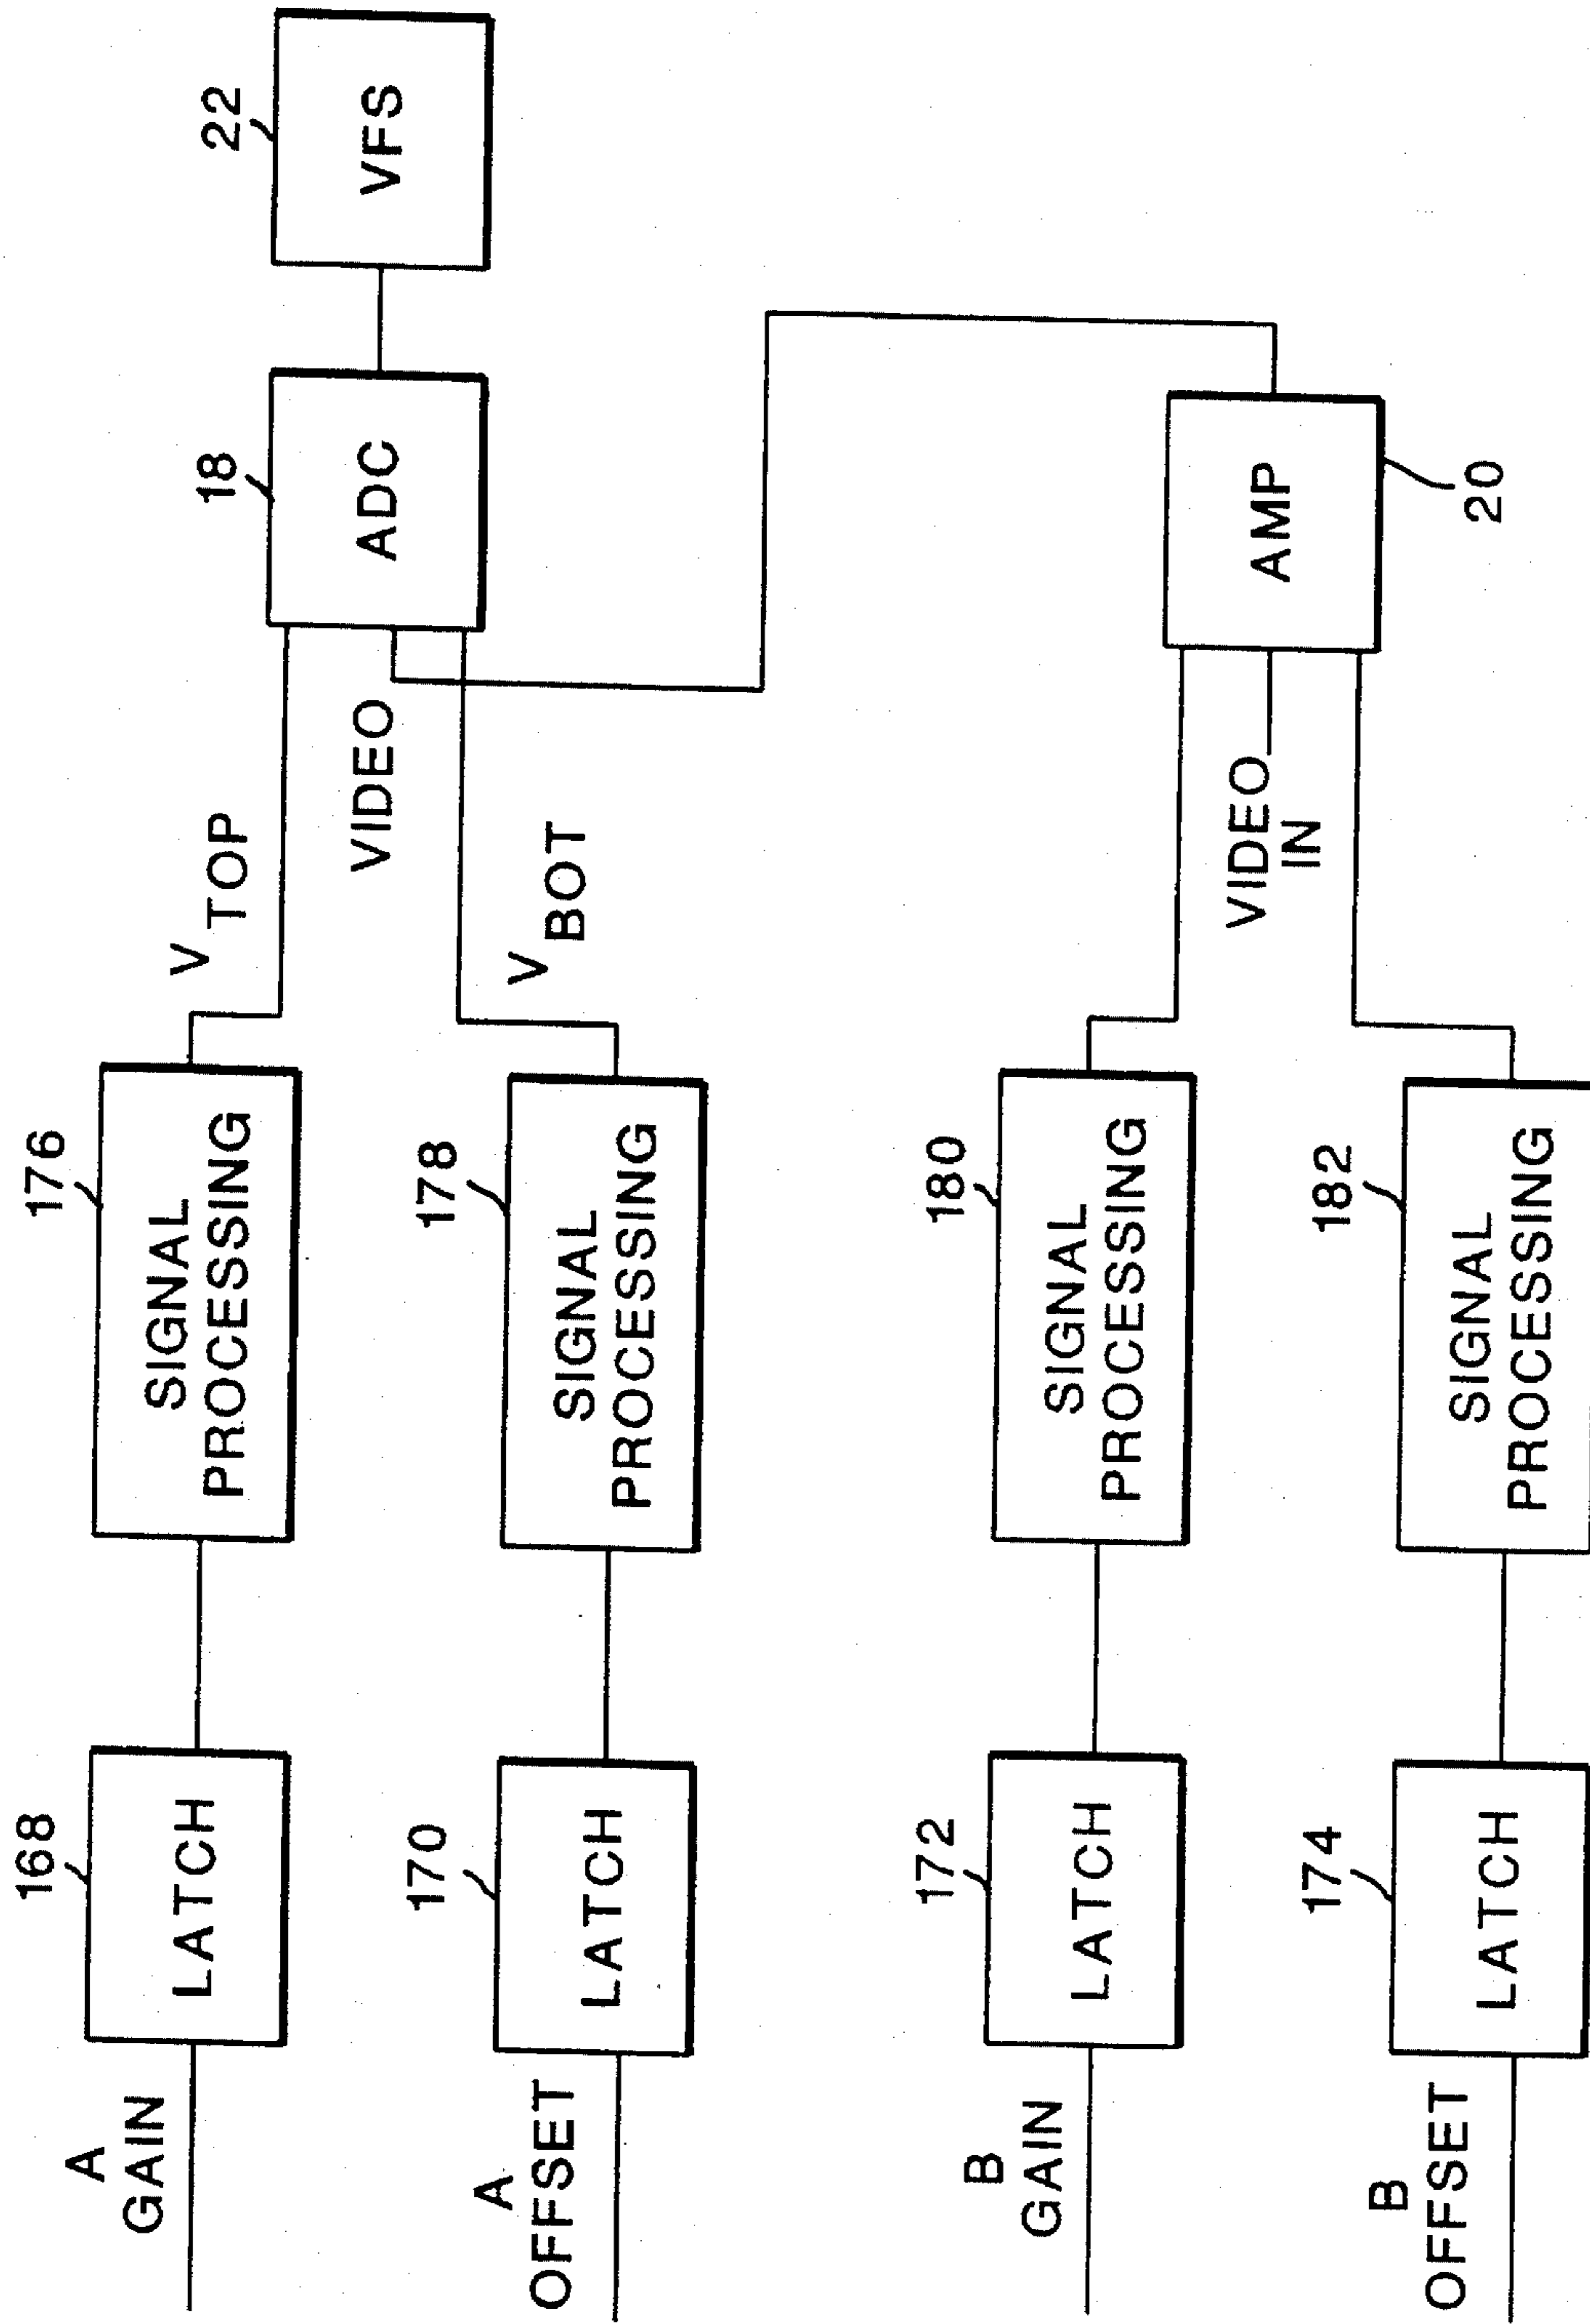 A
GAIN
168
LATCH
176
SIGNAL
PROCESSING
V TOP
18
ADC
22
VFS
VIDEO
A
OFFSET
170
LATCH
178
SIGNAL
PROCESSING
V BOT
B
GAIN
172
LATCH
180
SIGNAL
PROCESSING
VIDEO
IN
AMP
20
B
OFFSET
174
LATCH
182
SIGNAL
PROCESSING